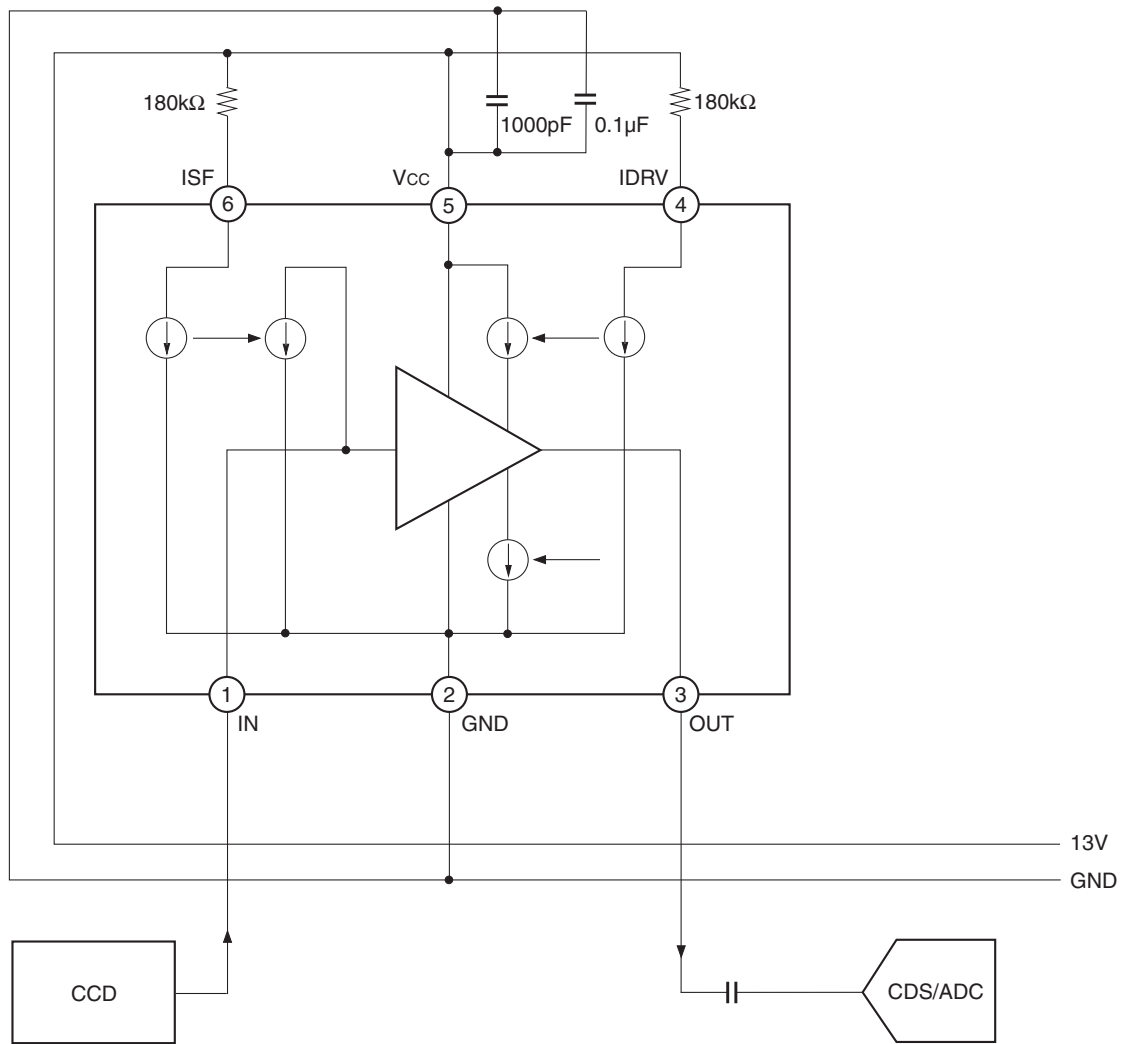 180kΩ
1000pF
0.1µF
180kΩ
ISF
VCC
IDRV
6
5
4
1
2
3
IN
GND
OUT
13V
GND
CCD
CDS/ADC